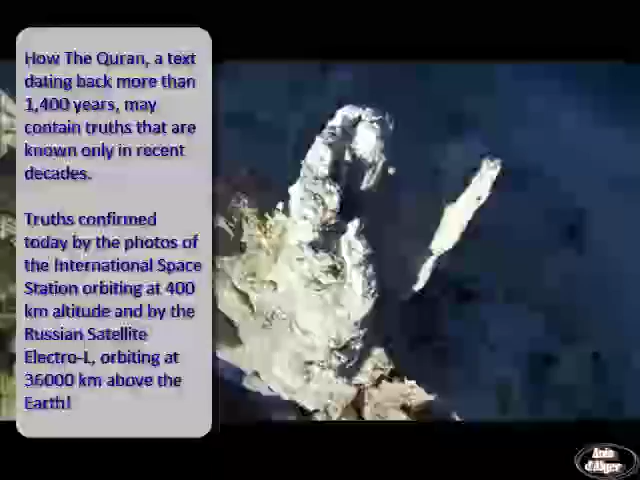 How The Quran, a text
dating back more than
1,400 years, may
contain truths that are
known only in recent
decades.
Truths confirmed
today by the photos of
the International Space
Station orbiting at 400
km altitude and by the
Russian Satellite
Electro-L, orbiting at
36000 km above the
Earth!